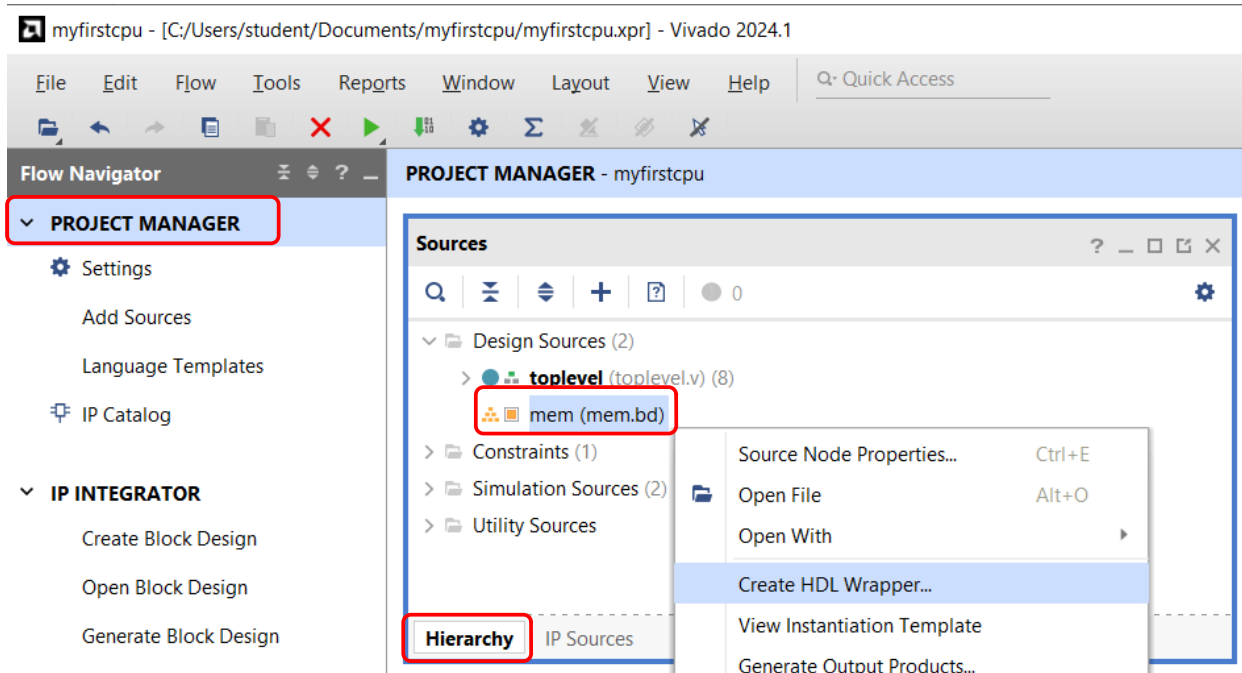 myfirstcpu - [C:/Users/student/Documents/myfirstcpu/myfirstcpu.xpr] - Vivado 2024.1
File Edit Flow Tools Reports Window Layout View Help Quick Access
Flow Navigator
PROJECT MANAGER
Settings
Add Sources
Language Templates
IP Catalog
IP INTEGRATOR
Create Block Design
Open Block Design
Generate Block Design
PROJECT MANAGER - myfirstcpu
Sources
0
Design Sources (2)
toplevel (toplevel.v) (8)
mem (mem.bd)
Constraints (1)
Simulation Sources (2)
Utility Sources
Hierarchy IP Sources
Source Node Properties... Ctrl+E
Open File Alt+O
Open With
Create HDL Wrapper...
View Instantiation Template
Generate Output Products...